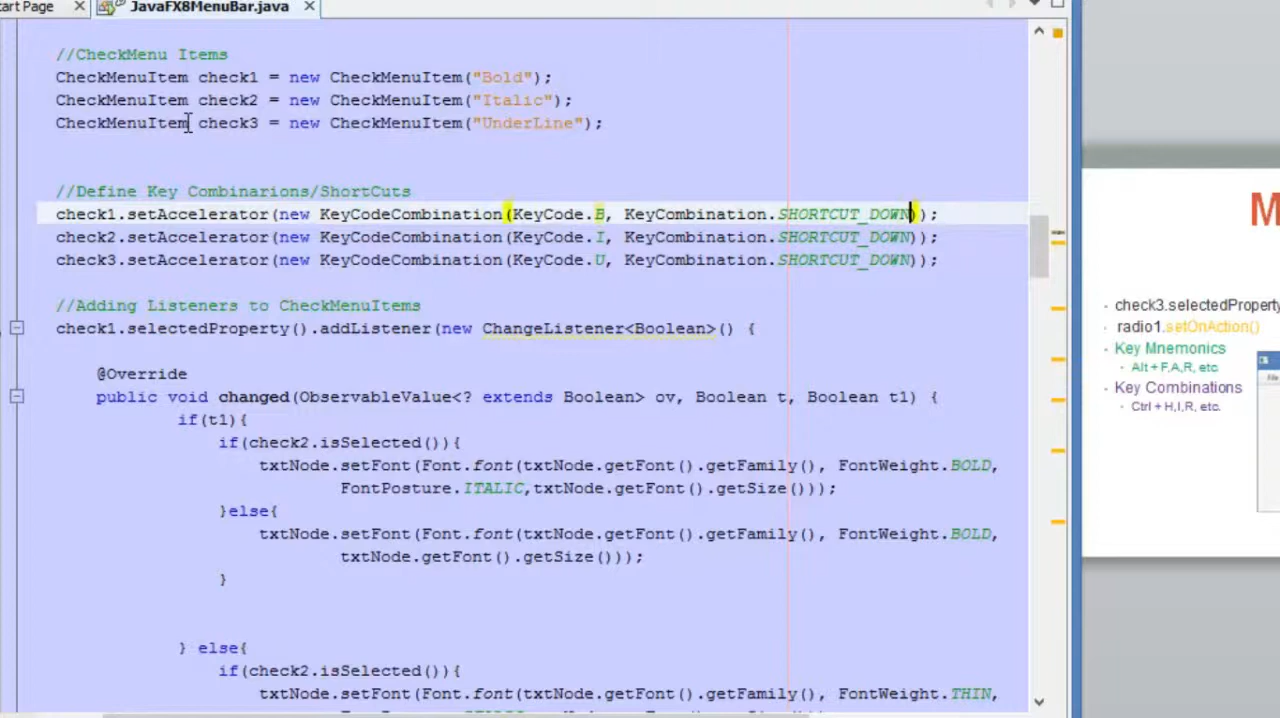 art Page
JavaFX8MenuBar.java
//CheckMenu Items
CheckMenuItem check1 = new CheckMenuItem("Bold");
CheckMenuItem check2 = new CheckMenuItem("Italic");
CheckMenuItem check3 = new CheckMenuItem("UnderLine");
//Define Key Combinarions/ShortCuts
check1.setAccelerator(new KeyCodeCombination(KeyCode.B, KeyCombination.SHORTCUT_DOWN));
check2.setAccelerator(new KeyCodeCombination(KeyCode.I, KeyCombination.SHORTCUT_DOWN));
check3.setAccelerator(new KeyCodeCombination(KeyCode.U, KeyCombination.SHORTCUT_DOWN));
//Adding Listeners to CheckMenuItems
check1.selectedProperty().addListener(new ChangeListener<Boolean>() {
@Override
public void changed(ObservableValue<? extends Boolean> ov, Boolean t, Boolean t1) {
if(t1){
if(check2.isSelected()){
txtNode.setFont(Font.font(txtNode.getFont().getFamily(), FontWeight.BOLD,
FontPosture.ITALIC,txtNode.getFont().getSize()));
}else{
txtNode.setFont(Font.font(txtNode.getFont().getFamily(), FontWeight.BOLD,
txtNode.getFont().getSize()));
}
} else{
if(check2.isSelected()){
txtNode.setFont(Font.font(txtNode.getFont().getFamily(), FontWeight.THIN,
M
check3.selectedProperty
radio1.setOnAction()
Key Mnemonics
Alt + F,A,R, etc.
Key Combinations
Ctrl + H,I,R, etc.